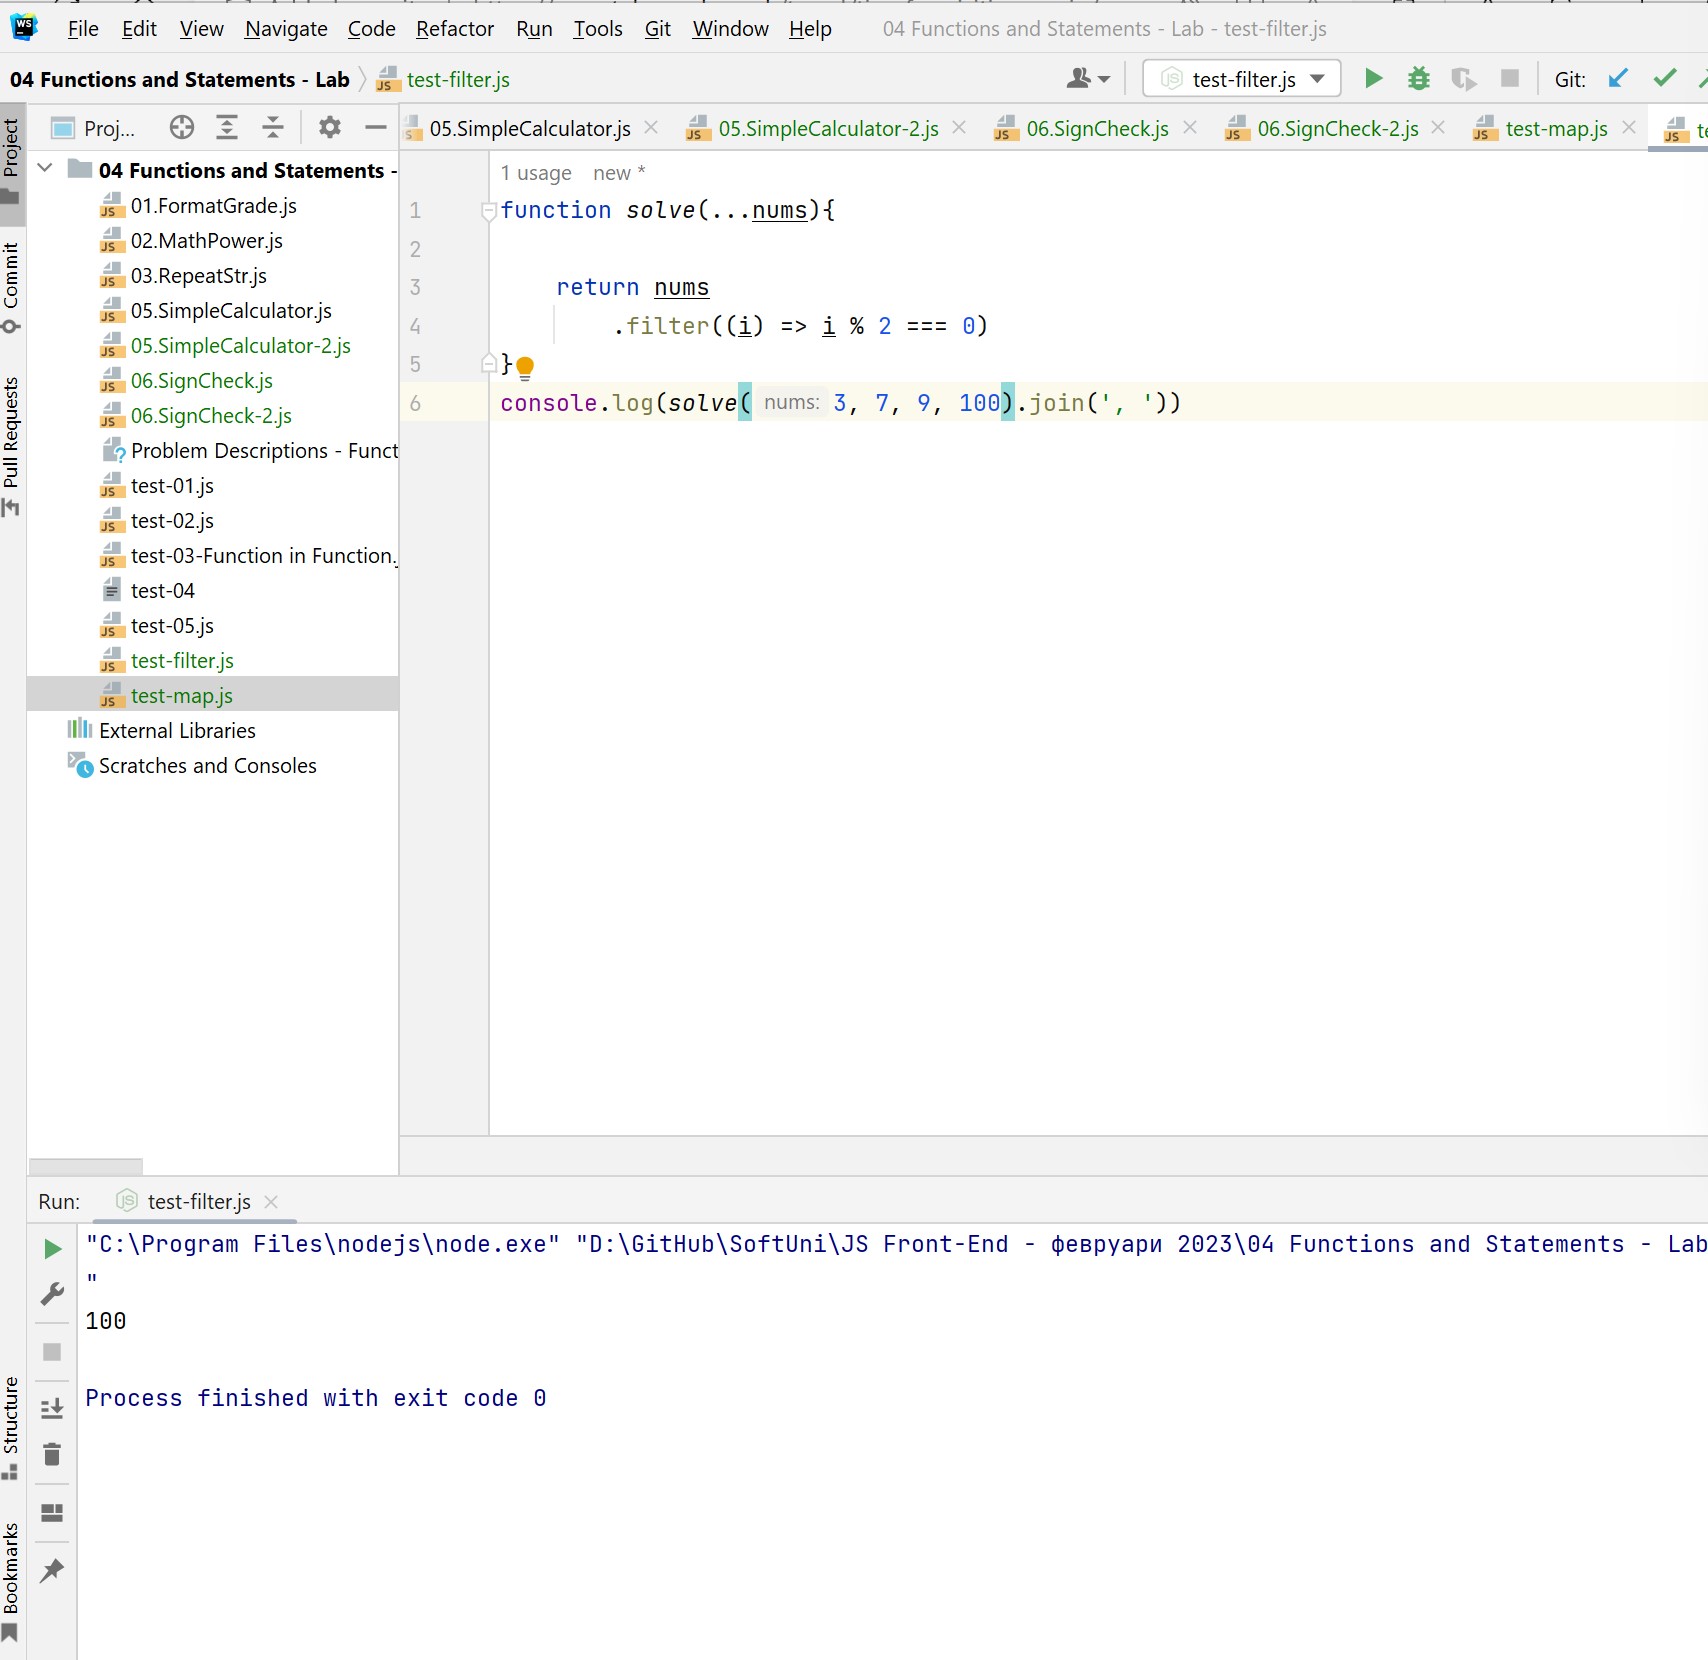 WS File Edit View Navigate Code Refactor Run Tools Git Window Help 04 Functions and Statements - Lab - test-filter.js
04 Functions and Statements - Lab test-filter.js test-filter.js Git:
Project
Commit
Pull Requests
Structure
Bookmarks
Proj...
04 Functions and Statements -
01.FormatGrade.js
02.MathPower.js
03.RepeatStr.js
05.SimpleCalculator.js
05.SimpleCalculator-2.js
06.SignCheck.js
06.SignCheck-2.js
Problem Descriptions - Funct
test-01.js
test-02.js
test-03-Function in Function.
test-04
test-05.js
test-filter.js
test-map.js
External Libraries
Scratches and Consoles
05.SimpleCalculator.js 05.SimpleCalculator-2.js 06.SignCheck.js 06.SignCheck-2.js test-map.js
1 usage new *
1 function solve(...nums){
2
3 return nums
4 .filter((i) => i % 2 === 0)
5 }
6 console.log(solve( nums: 3, 7, 9, 100).join(', '))
Run: test-filter.js
"C:\Program Files\nodejs\node.exe" "D:\GitHub\SoftUni\JS Front-End - февруари 2023\04 Functions and Statements - Lab
"
100
Process finished with exit code 0